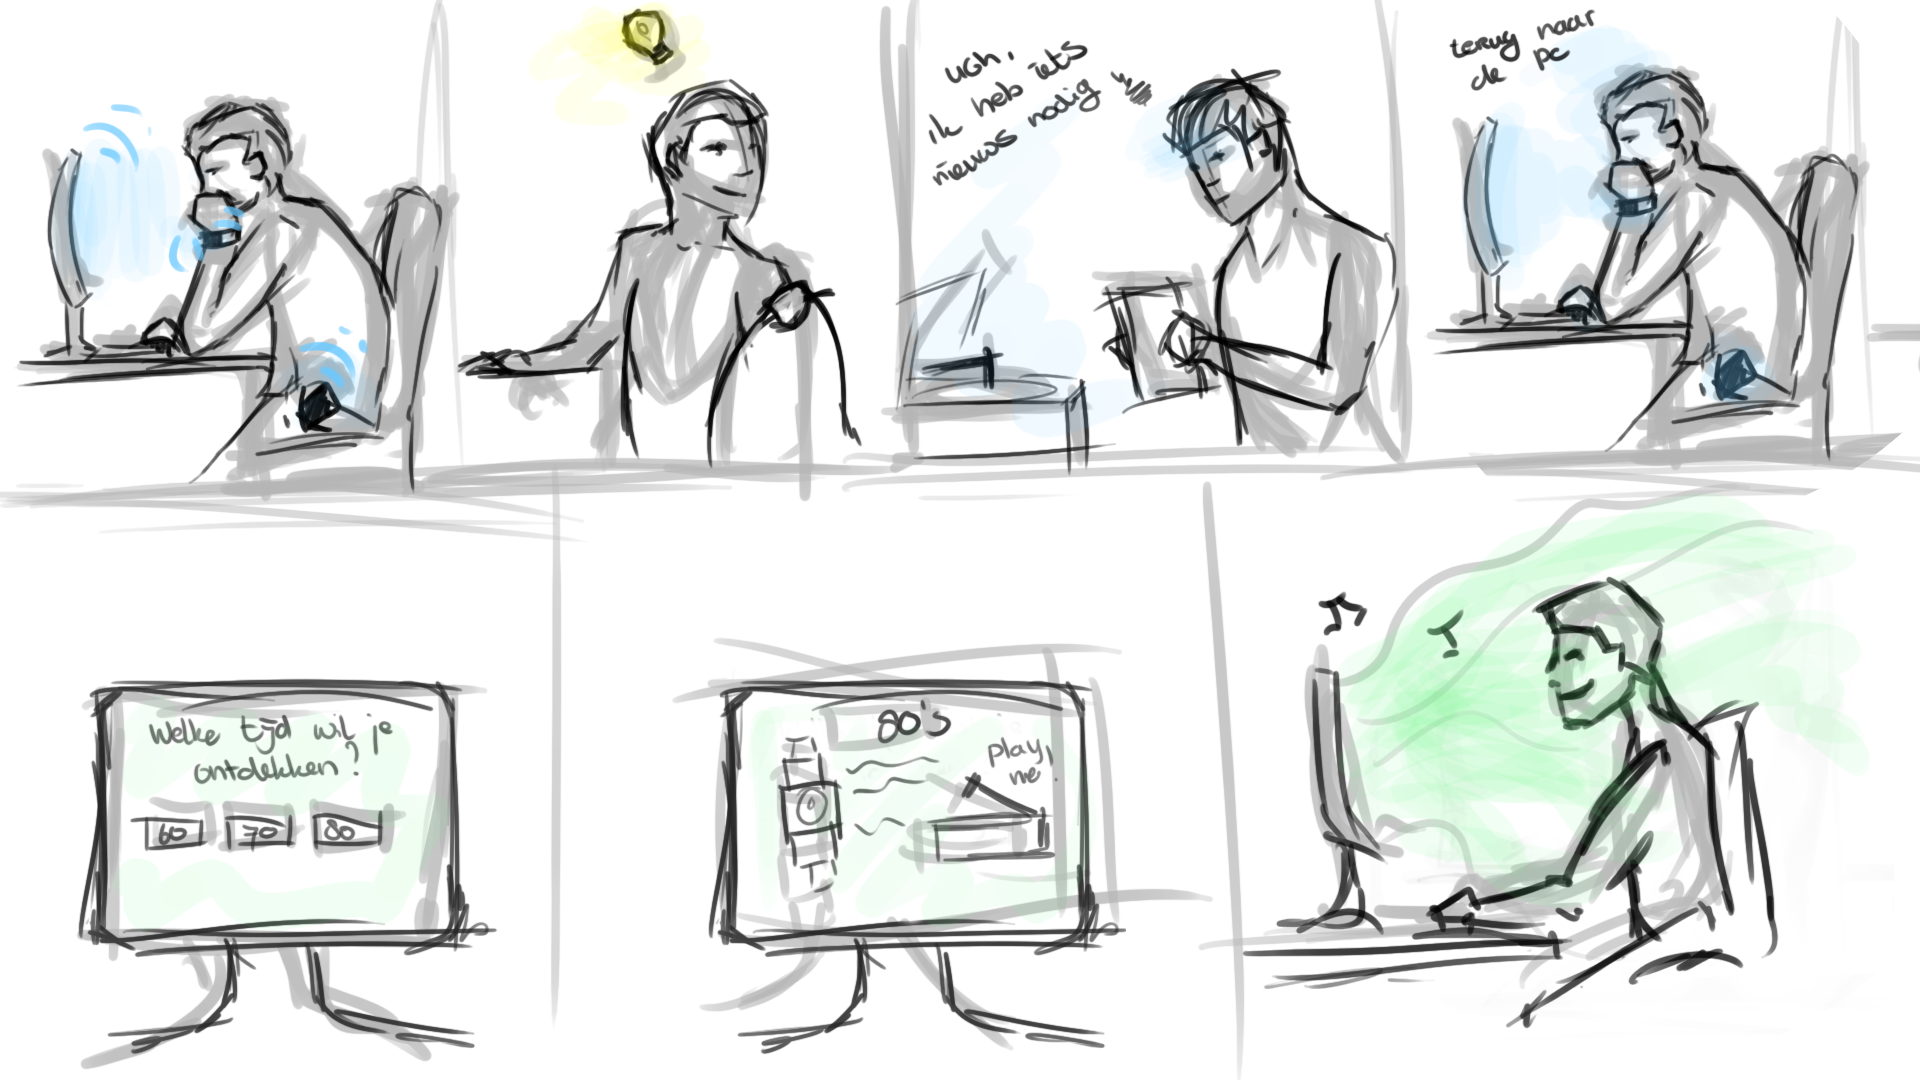 ugh,
ik heb iets
nieuws nodig
terug naar
de pc
Welke tijd wil je
ontdekken?
60 70 80
80's
play
me!